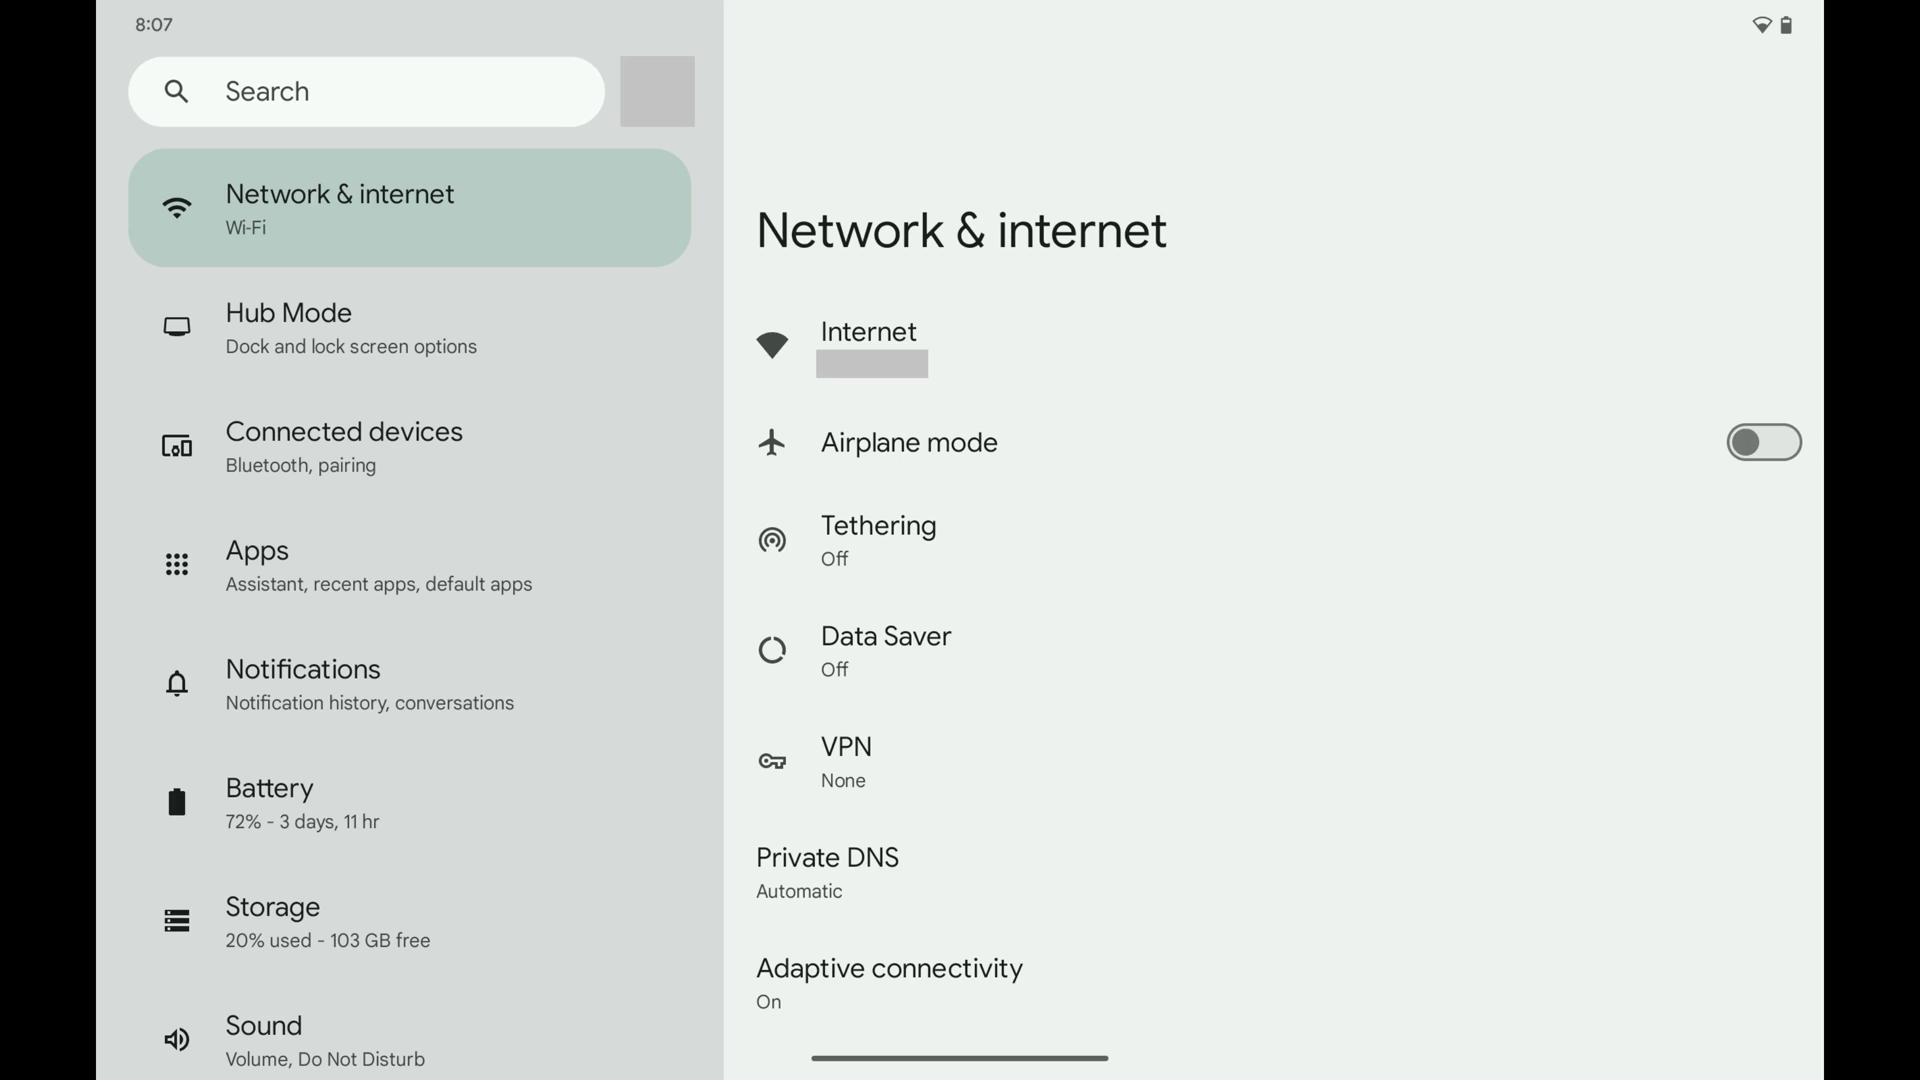 8:07
Search
Network & internet
Wi-Fi
Hub Mode
Dock and lock screen options
Connected devices
Bluetooth, pairing
Apps
Assistant, recent apps, default apps
Notifications
Notification history, conversations
Battery
72% - 3 days, 11 hr
Storage
20% used - 103 GB free
Sound
Volume, Do Not Disturb
Network & internet
Internet
Airplane mode
Tethering
Off
Data Saver
Off
VPN
None
Private DNS
Automatic
Adaptive connectivity
On